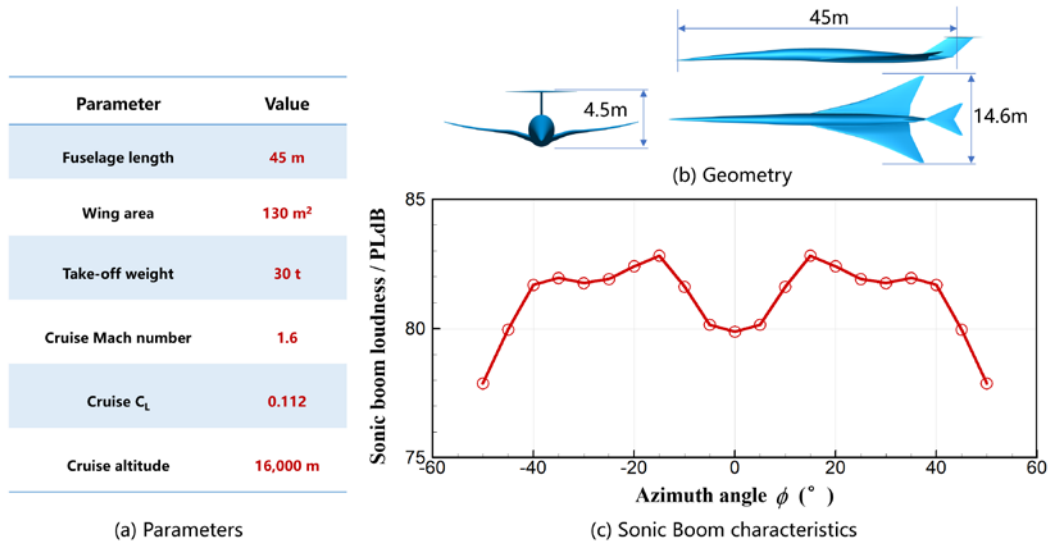 Parameter Value
Fuselage length 45 m
Wing area 130 m²
Take-off weight 30 t
Cruise Mach number 1.6
Cruise C_L 0.112
Cruise altitude 16,000 m
(a) Parameters
45m
4.5m
14.6m
(b) Geometry
Sonic boom loudness / PLdB
85
80
75
-60 -40 -20 0 20 40 60
Azimuth angle ϕ (°)
(c) Sonic Boom characteristics